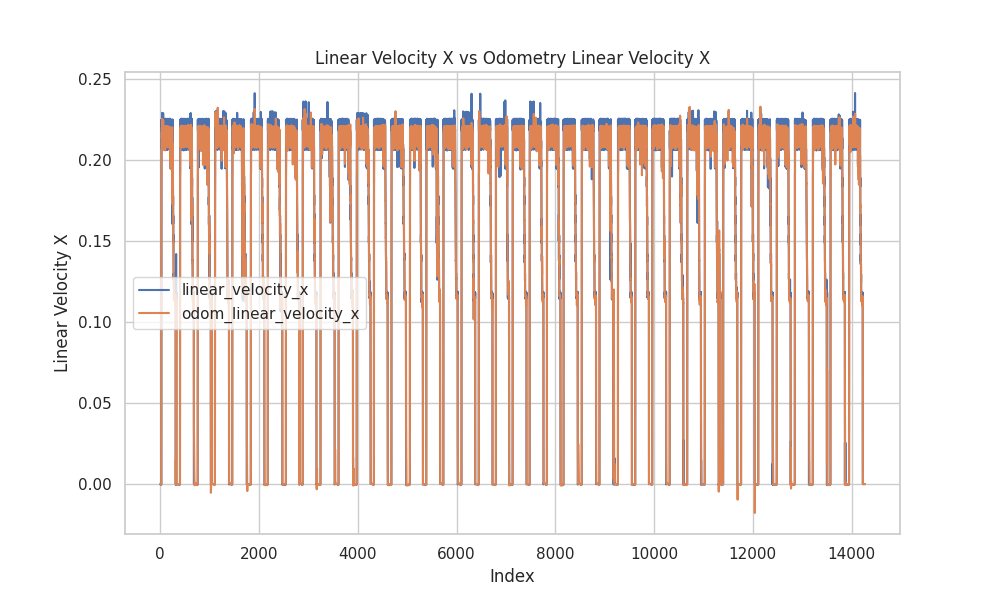 Linear Velocity X vs Odometry Linear Velocity X
0.25
0.20
0.15
0.10
0.05
0.00
Linear Velocity X
linear_velocity_x
odom_linear_velocity_x
0 2000 4000 6000 8000 10000 12000 14000
Index